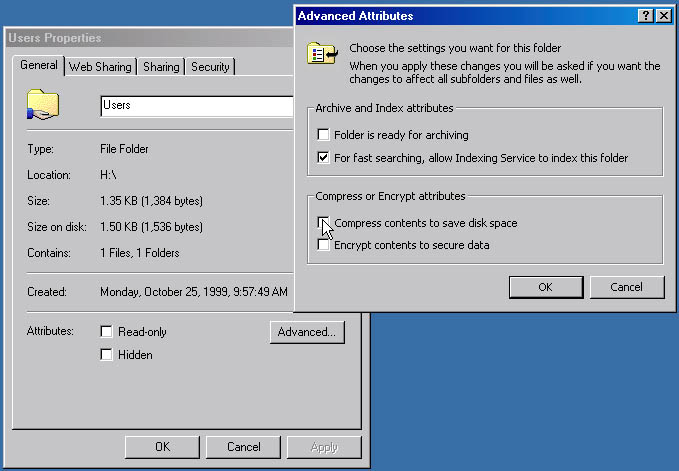 Users Properties
General
Web Sharing
Sharing
Security
Users
Type: File Folder
Location: H:\
Size: 1.35 KB (1,384 bytes)
Size on disk: 1.50 KB (1,536 bytes)
Contains: 1 Files, 1 Folders
Created: Monday, October 25, 1999, 9:57:49 AM
Attributes: Read-only
Hidden
Advanced...
OK
Cancel
Apply
Advanced Attributes
Choose the settings you want for this folder
When you apply these changes you will be asked if you want the
changes to affect all subfolders and files as well.
Archive and Index attributes
Folder is ready for archiving
For fast searching, allow Indexing Service to index this folder
Compress or Encrypt attributes
Compress contents to save disk space
Encrypt contents to secure data
OK
Cancel